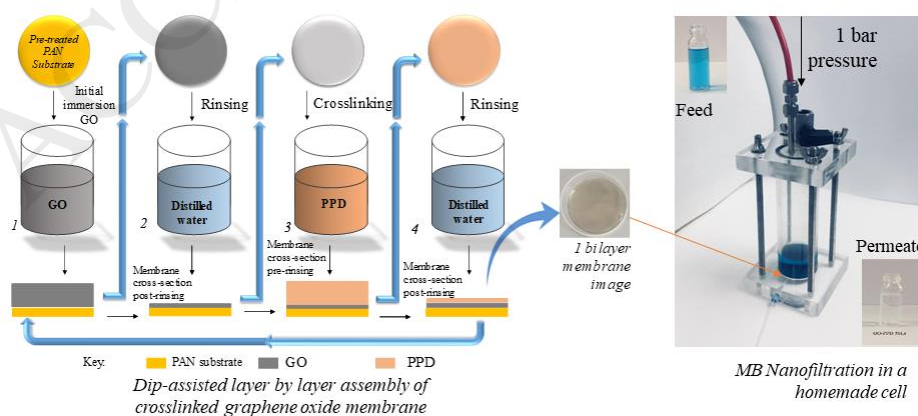 Pre-treated
PAN
Substrate
Initial
immersion
GO
Rinsing
Crosslinking
Rinsing
GO
Distilled
water
PPD
Distilled
water
1
2
3
4
Membrane
cross-section
post-rinsing
Membrane
cross-section
pre-rinsing
Membrane
cross-section
post-rinsing
1 bilayer
membrane
image
Key:
PAN substrate
GO
PPD
Dip-assisted layer by layer assembly of
crosslinked graphene oxide membrane
1 bar
pressure
Feed
Permeate
MB Nanofiltration in a
homemade cell